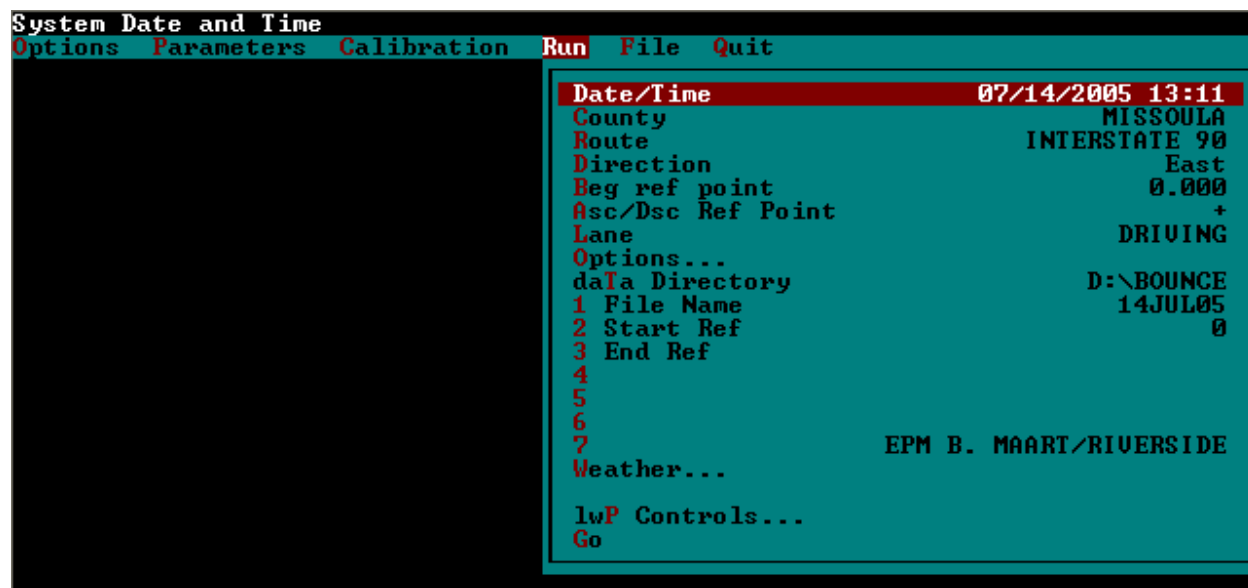 System Date and Time
Options Parameters Calibration Run File Quit
Date/Time 07/14/2005 13:11
County MISSOULA
Route INTERSTATE 90
Direction East
Beg ref point 0.000
Asc/Dsc Ref Point +
Lane DRIVING
Options...
daTa Directory D:\BOUNCE
1 File Name 14JUL05
2 Start Ref 0
3 End Ref
4
5
6
7 EPM B. MAART/RIVERSIDE
Weather...
lwP Controls...
Go